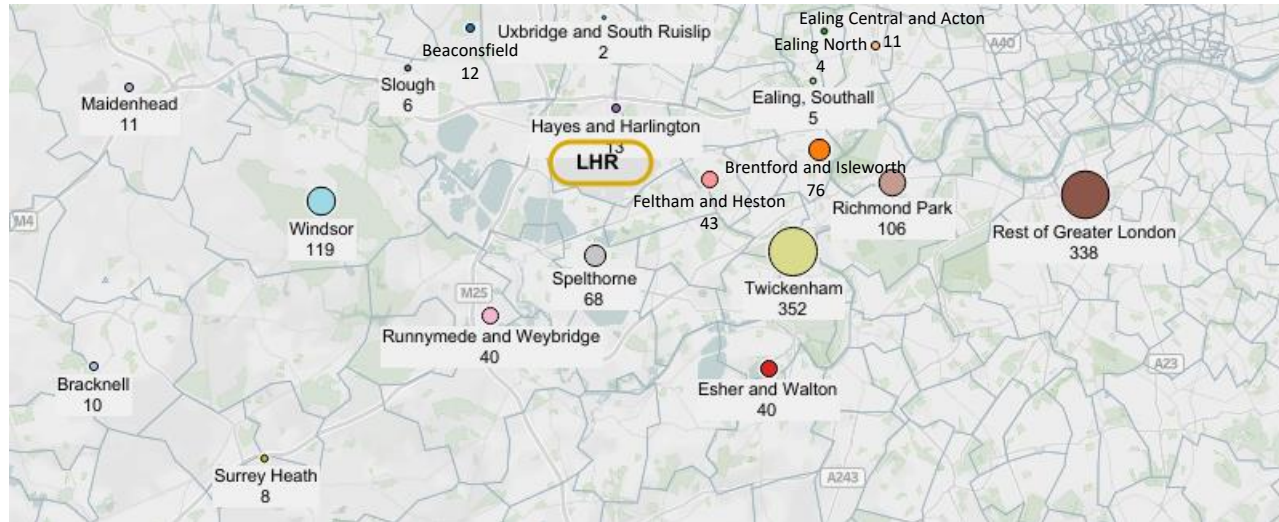 Ealing Central and Acton
11
Uxbridge and South Ruislip
2
Beaconsfield
12
Ealing North
4
A40
Slough
6
Maidenhead
11
Ealing, Southall
5
Hayes and Harlington
13
LHR
Brentford and Isleworth
76
Feltham and Heston
43
Richmond Park
106
M4
Windsor
119
Rest of Greater London
338
Spelthorne
68
Twickenham
352
M25
Runnymede and Weybridge
40
A23
Bracknell
10
Esher and Walton
40
Surrey Heath
8
A243